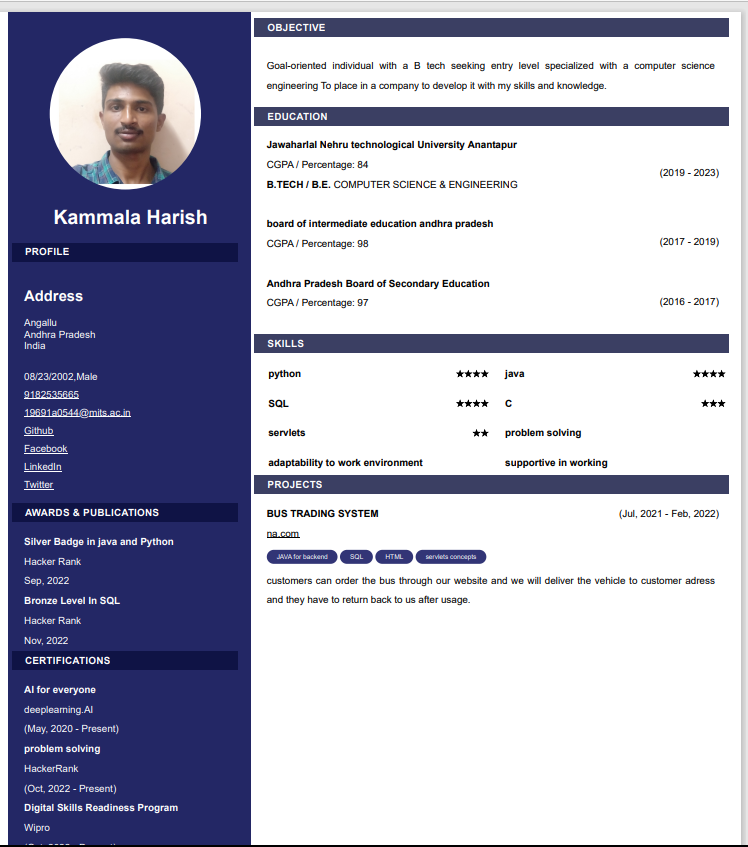 Kammala Harish
PROFILE
Address
Angallu
Andhra Pradesh
India
08/23/2002,Male
9182535665
19691a0544@mits.ac.in
Github
Facebook
LinkedIn
Twitter
AWARDS & PUBLICATIONS
Silver Badge in java and Python
Hacker Rank
Sep, 2022
Bronze Level In SQL
Hacker Rank
Nov, 2022
CERTIFICATIONS
AI for everyone
deeplearning.AI
(May, 2020 - Present)
problem solving
HackerRank
(Oct, 2022 - Present)
Digital Skills Readiness Program
Wipro
OBJECTIVE
Goal-oriented individual with a B tech seeking entry level specialized with a computer science
engineering To place in a company to develop it with my skills and knowledge.
EDUCATION
Jawaharlal Nehru technological University Anantapur
CGPA / Percentage: 84
(2019 - 2023)
B.TECH / B.E. COMPUTER SCIENCE & ENGINEERING
board of intermediate education andhra pradesh
CGPA / Percentage: 98 (2017 - 2019)
Andhra Pradesh Board of Secondary Education
CGPA / Percentage: 97 (2016 - 2017)
SKILLS
python ★★★★ java ★★★★
SQL ★★★★ C ★★★
servlets ★★ problem solving
adaptability to work environment supportive in working
PROJECTS
BUS TRADING SYSTEM (Jul, 2021 - Feb, 2022)
na.com
JAVA for backend SQL HTML servlets concepts
customers can order the bus through our website and we will deliver the vehicle to customer adress
and they have to return back to us after usage.